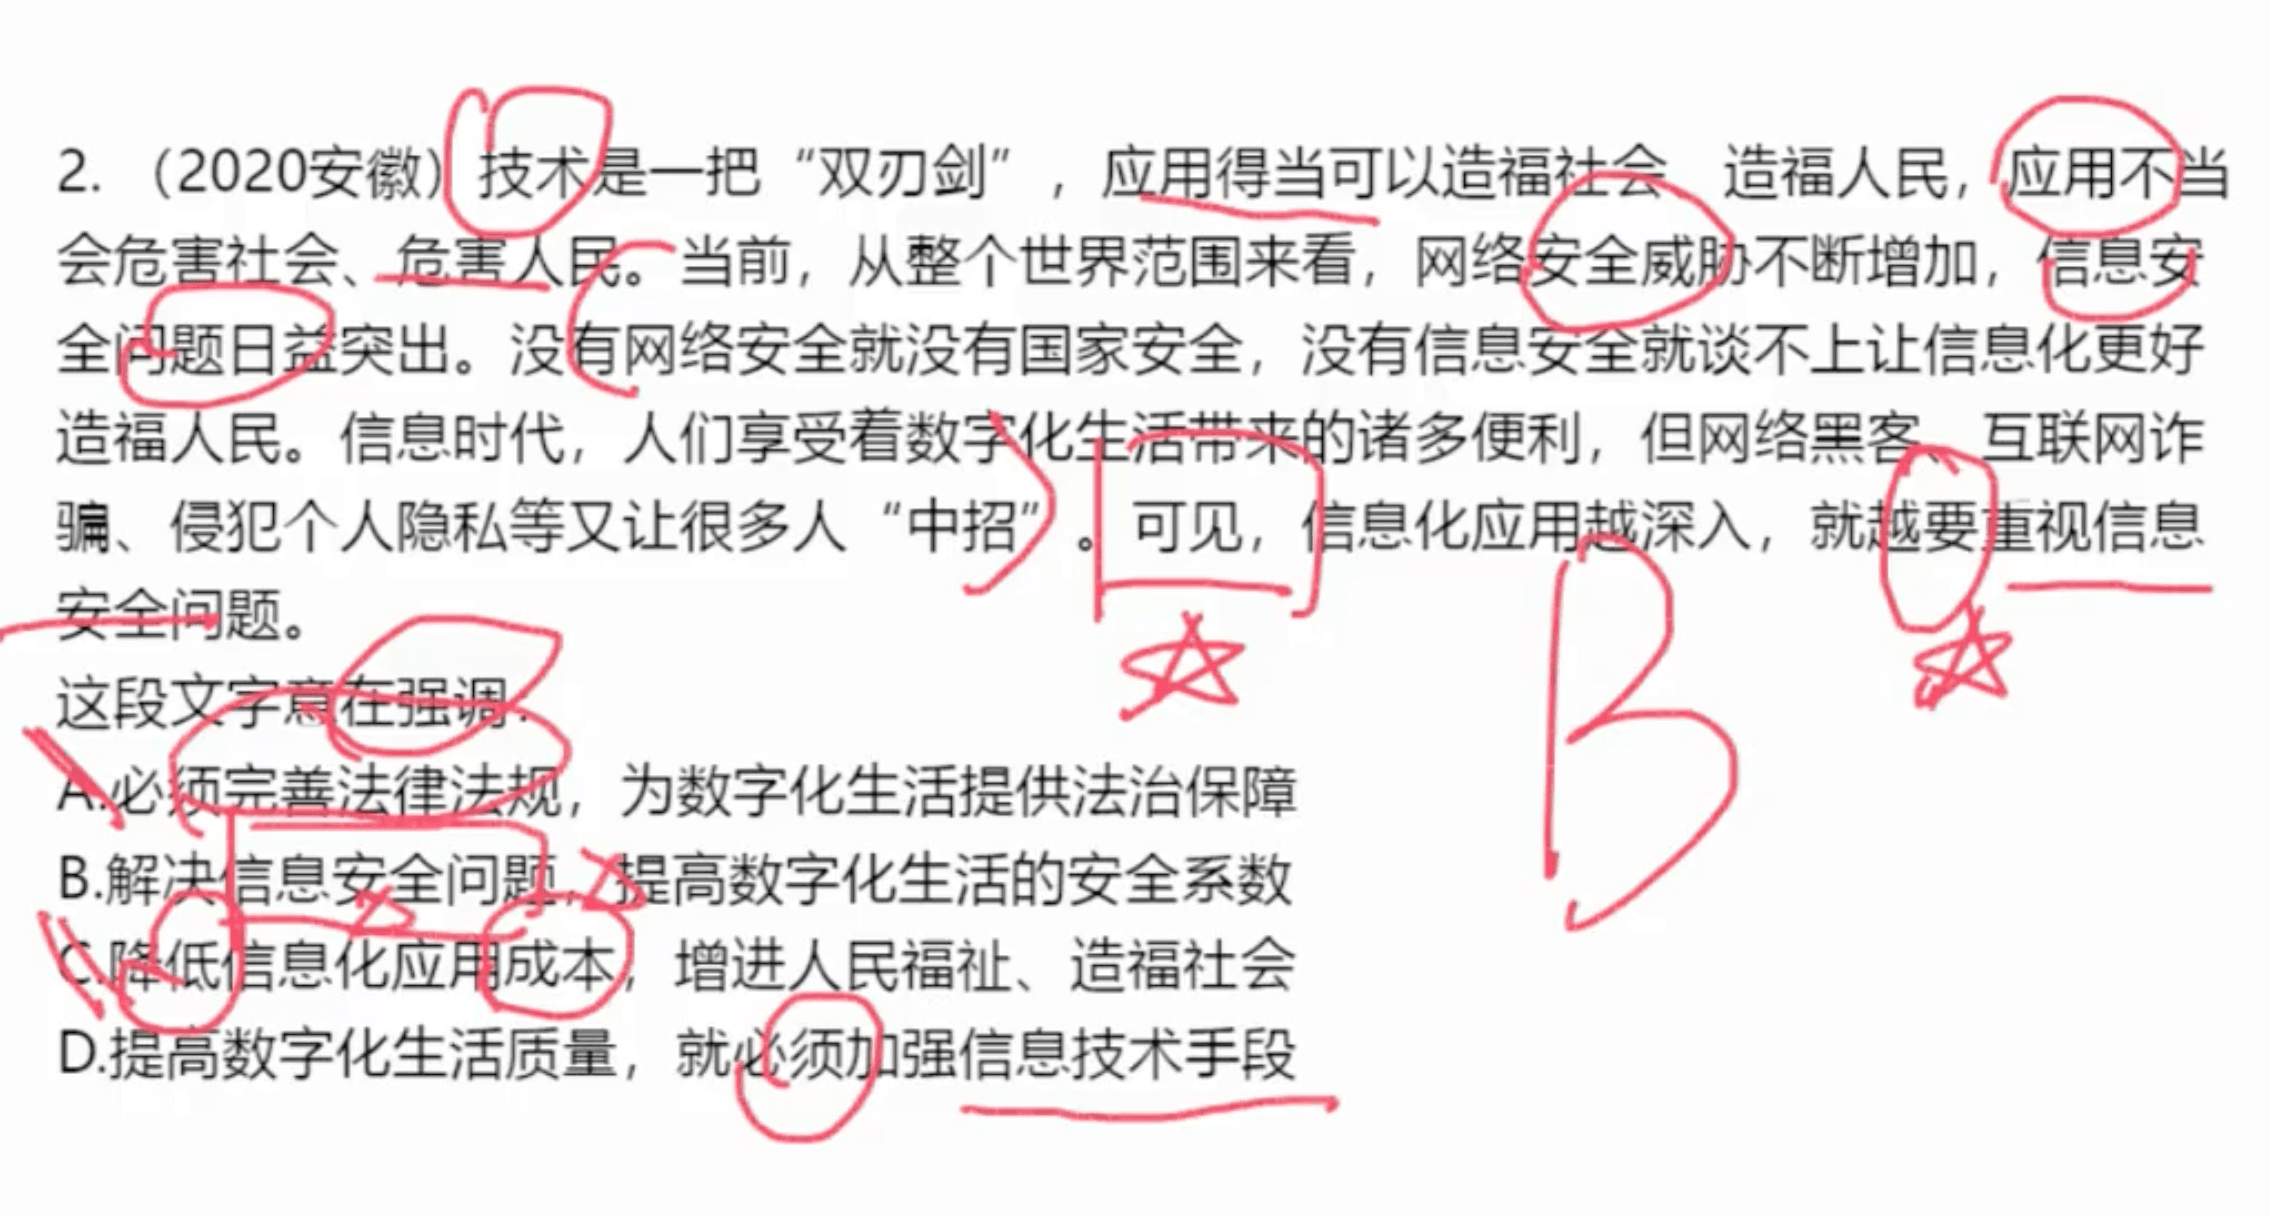 2. （2020安徽）技术是一把“双刃剑”，应用得当可以造福社会 造福人民，应用不当
会危害社会、危害人民。当前，从整个世界范围来看，网络安全威胁不断增加，信息安
全问题日益突出。没有网络安全就没有国家安全，没有信息安全就谈不上让信息化更好
造福人民。信息时代，人们享受着数字化生活带来的诸多便利，但网络黑客、互联网诈
骗、侵犯个人隐私等又让很多人“中招”。可见，信息化应用越深入，就越要重视信息
安全问题。
这段文字意在强调：
A.必须完善法律法规，为数字化生活提供法治保障
B.解决信息安全问题，提高数字化生活的安全系数
C.降低信息化应用成本，增进人民福祉、造福社会
D.提高数字化生活质量，就必须加强信息技术手段
B